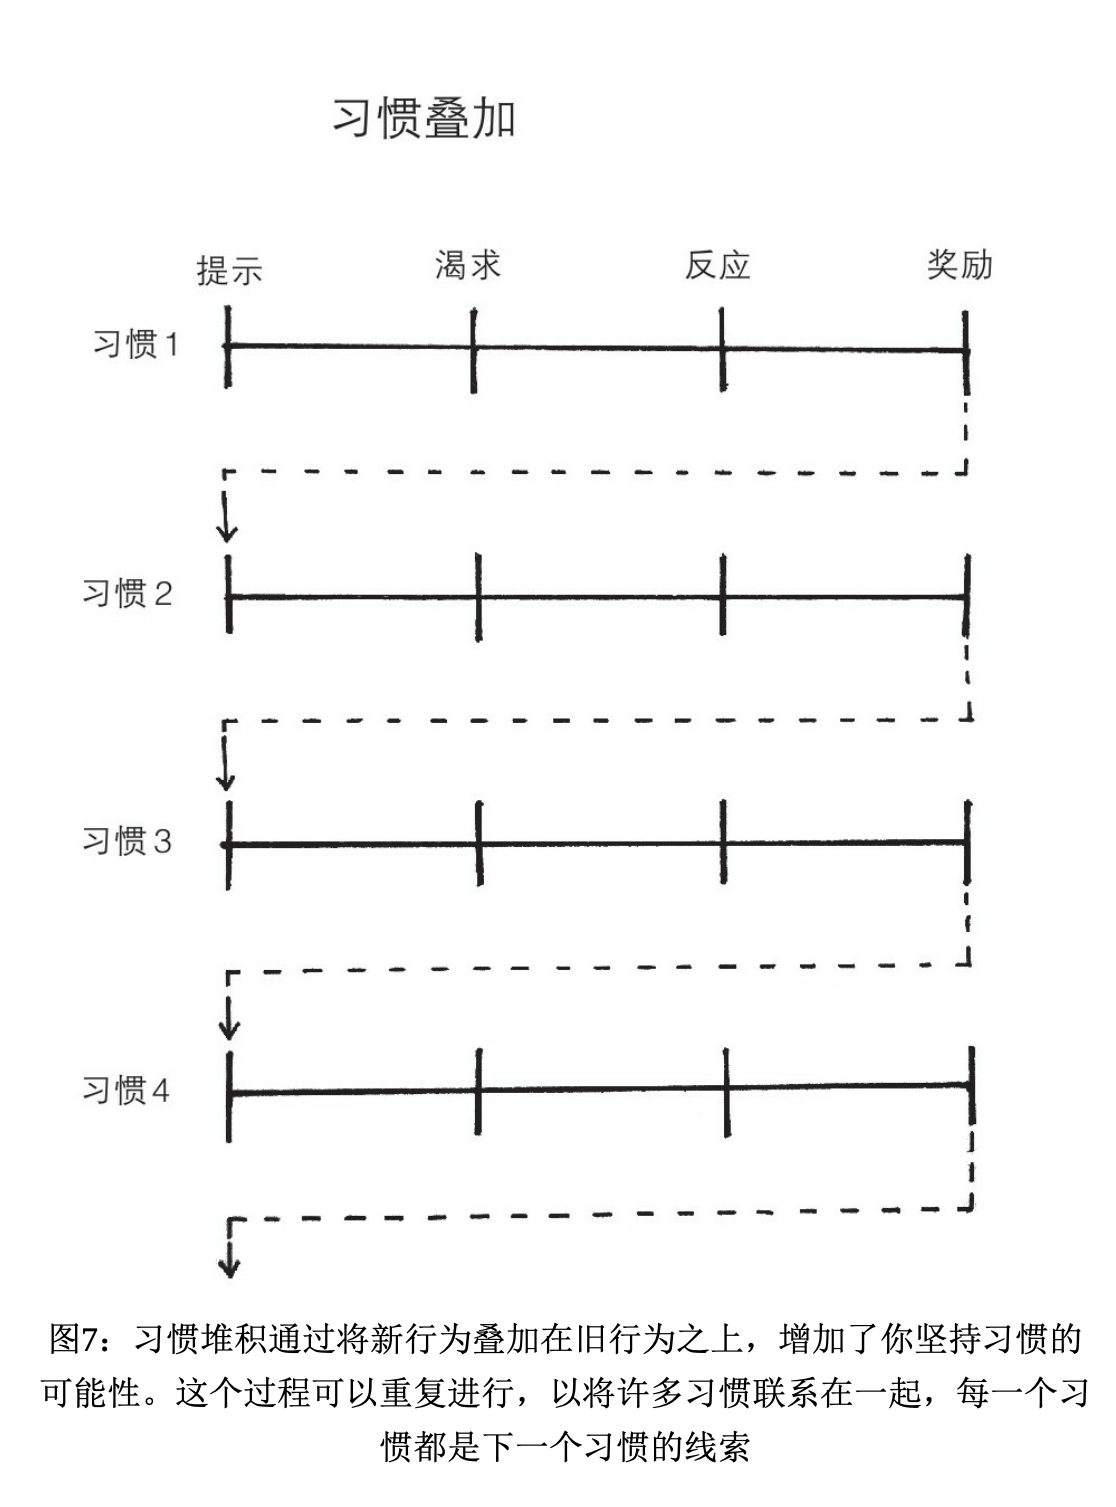 习惯叠加
提示 渴求 反应 奖励
习惯1
习惯2
习惯3
习惯4
图7：习惯堆积通过将新行为叠加在旧行为之上，增加了你坚持习惯的
可能性。这个过程可以重复进行，以将许多习惯联系在一起，每一个习
惯都是下一个习惯的线索